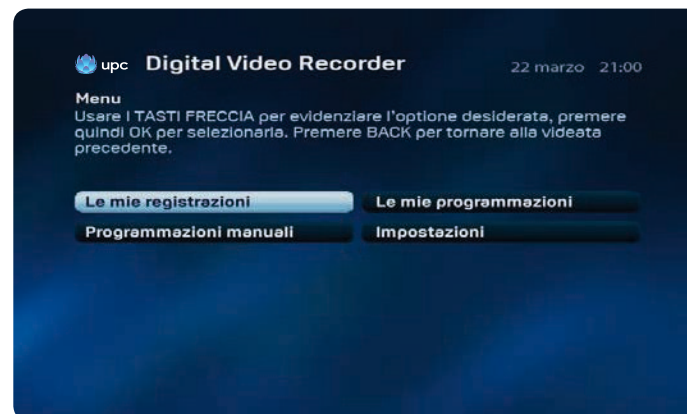 upc Digital Video Recorder 22 marzo 21:00
Menu
Usare I TASTI FRECCIA per evidenziare l'optione desiderata, premere
quindi OK per selezionarla. Premere BACK per tornare alla videata
precedente.
Le mie registrazioni Le mie programmazioni
Programmazioni manuali Impostazioni